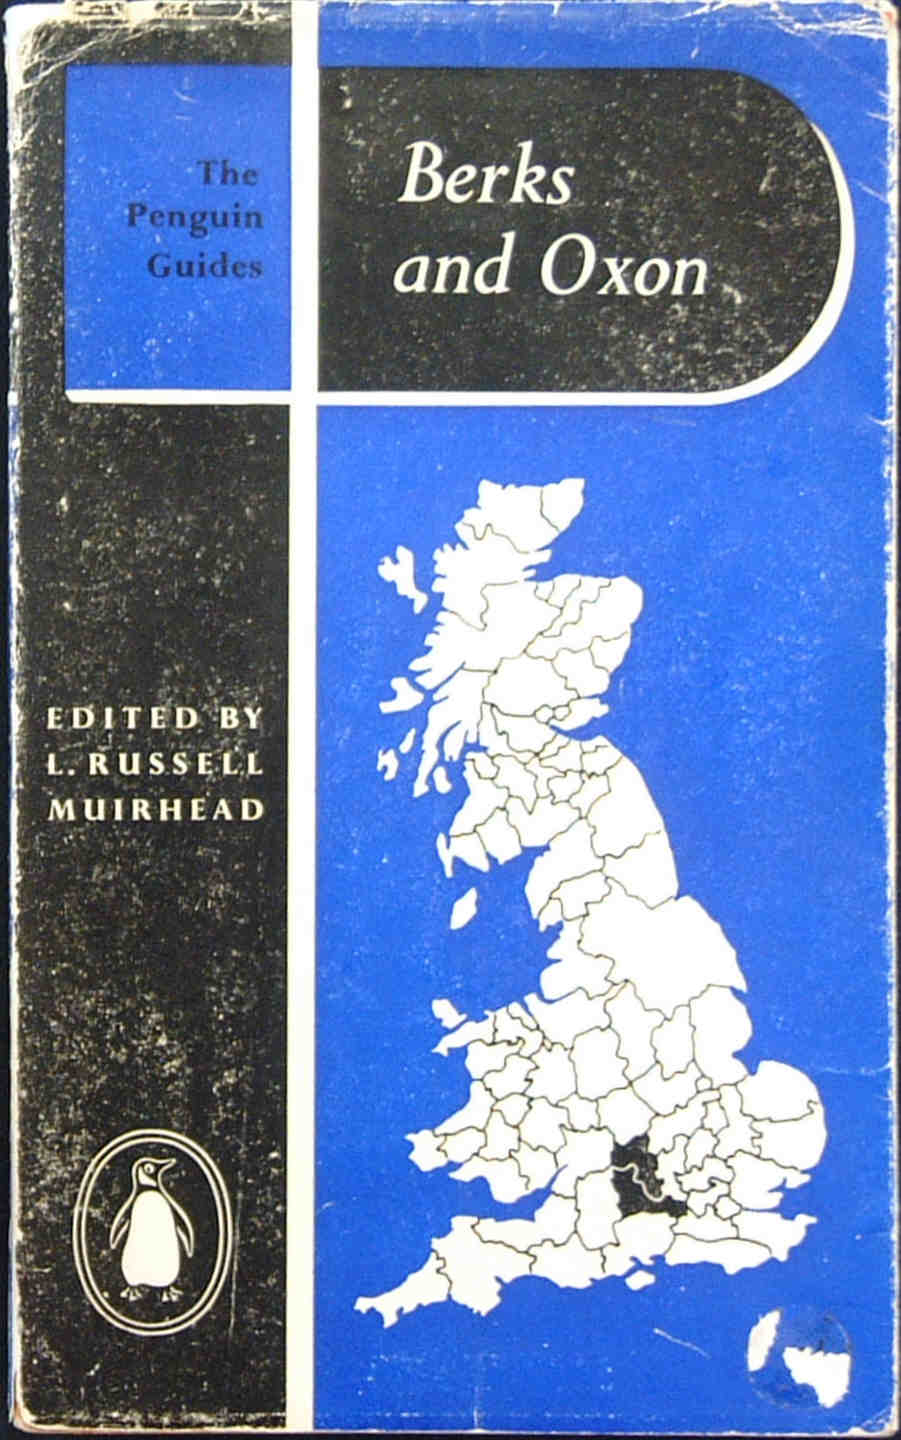 The
Penguin
Guides
Berks
and Oxon
EDITED BY
L. RUSSELL
MUIRHEAD